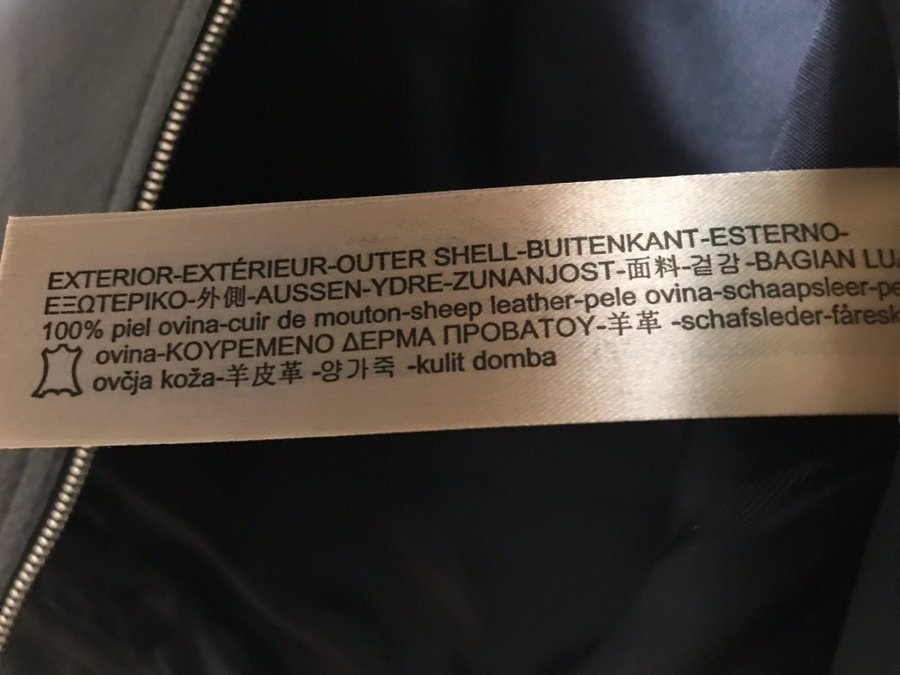 EXTERIOR-EXTÉRIEUR-OUTER SHELL-BUITENKANT-ESTERNO-
ΕΞΩΤΕΡΙΚΟ-外側-AUSSEN-YDRE-ZUNANJOST-面料-겉감-BAGIAN LUA
100% piel ovina-cuir de mouton-sheep leather-pele ovina-schaapsleer-pe
ovina-ΚΟΥΡΕΜΕΝΟ ΔΕΡΜΑ ΠΡΟΒΑΤΟΥ-羊革 -schafsleder-fåresk
ovčja koža-羊皮革 -양가죽 -kulit domba